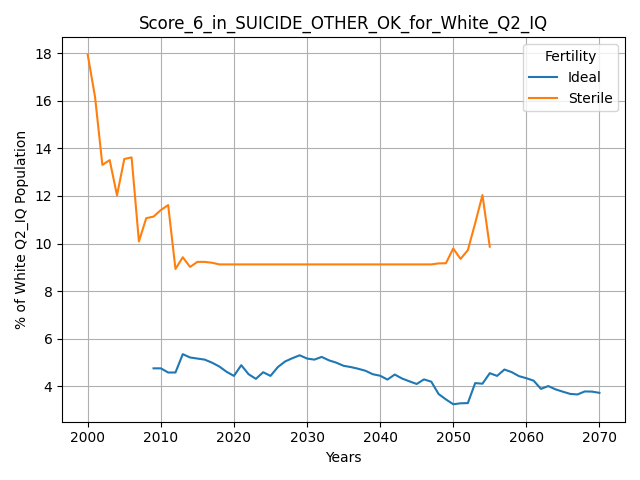 Score_6_in_SUICIDE_OTHER_OK_for_White_Q2_IQ
% of White Q2_IQ Population
18
16
14
12
10
8
6
4
Fertility
Ideal
Sterile
2000 2010 2020 2030 2040 2050 2060 2070
Years